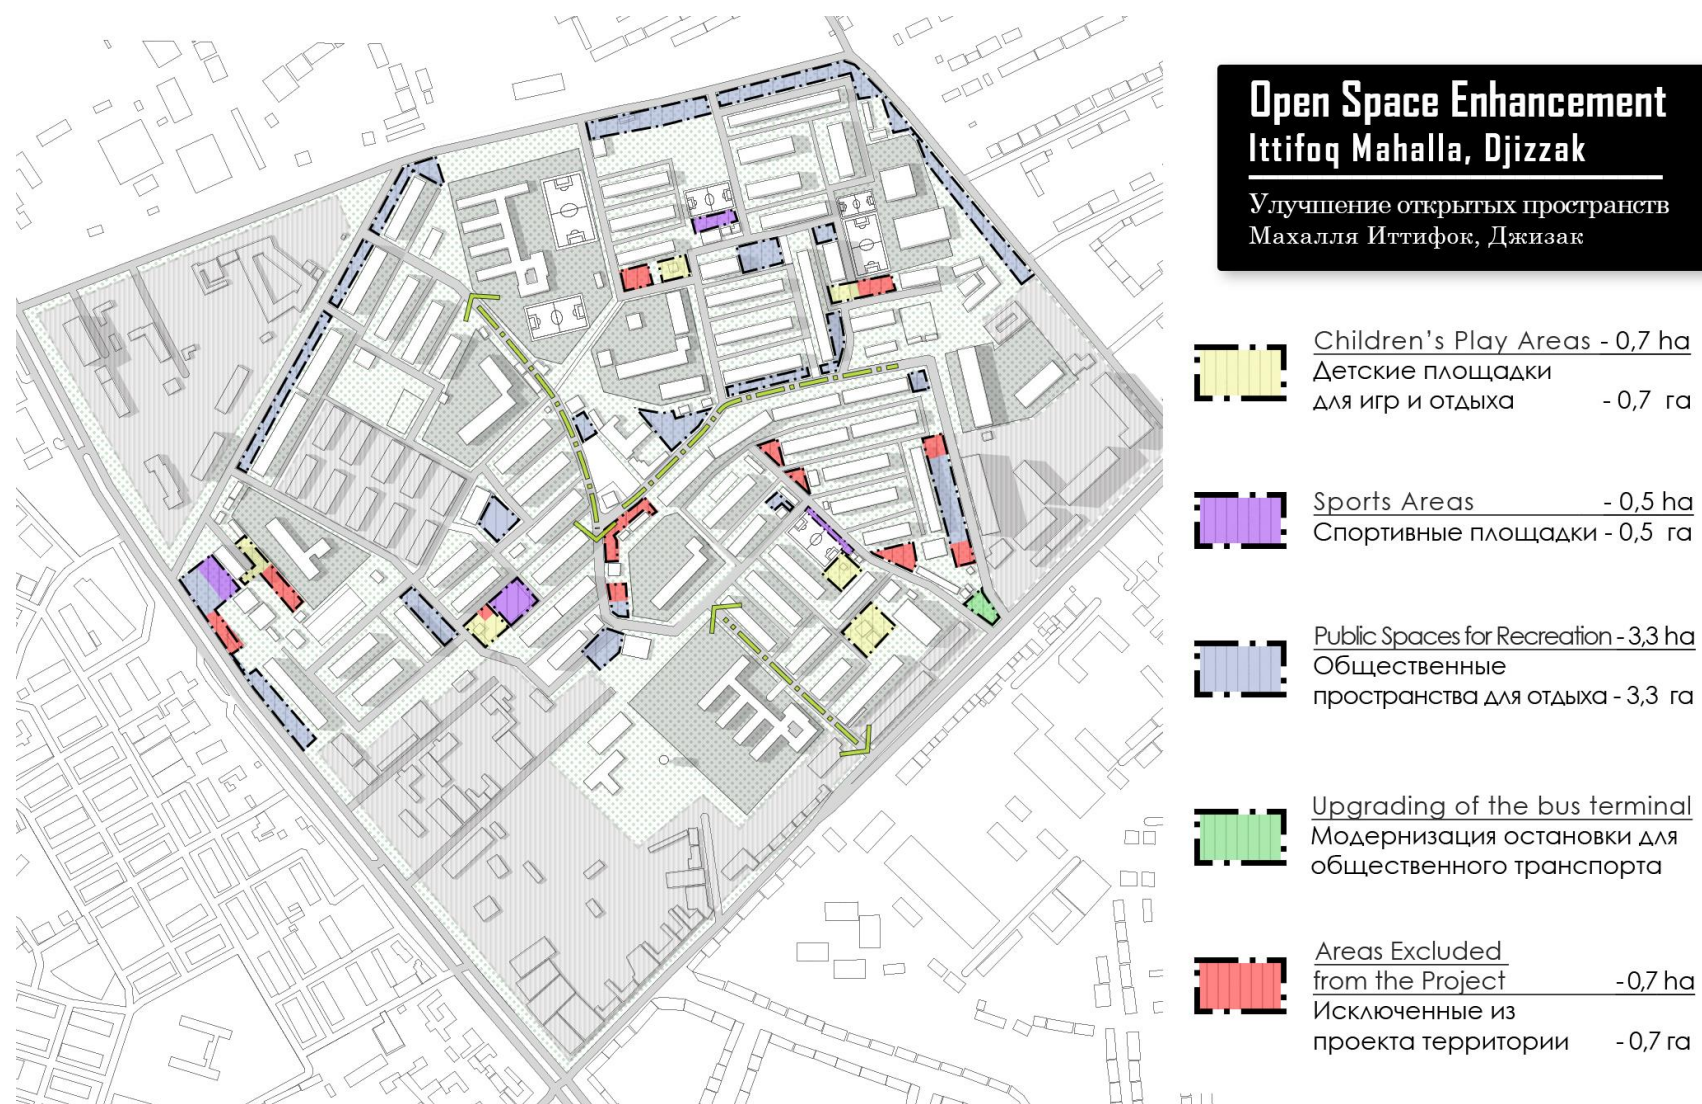 Open Space Enhancement
Ittifoq Mahalla, Djizzak
Улучшение открытых пространств
Махалля Иттифок, Джизак
Children's Play Areas - 0,7 ha
Детские площадки
для игр и отдыха - 0,7 га
Sports Areas - 0,5 ha
Спортивные площадки - 0,5 га
Public Spaces for Recreation - 3,3 ha
Общественные
пространства для отдыха - 3,3 га
Upgrading of the bus terminal
Модернизация остановки для
общественного транспорта
Areas Excluded
from the Project - 0,7 ha
Исключенные из
проекта территории - 0,7 га